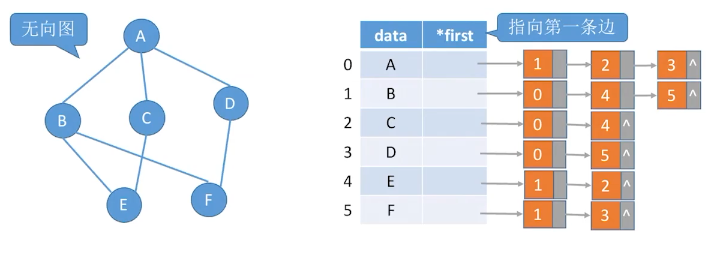 无向图
A
B
C
D
E
F
指向第一条边
data *first
0 A 1 2 3 ^
1 B 0 4 5 ^
2 C 0 4 ^
3 D 0 5 ^
4 E 1 2 ^
5 F 1 3 ^